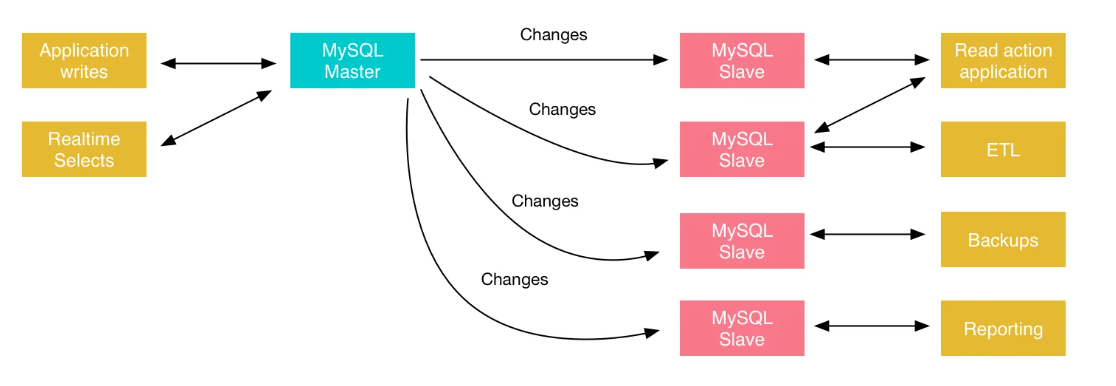 Application
writes
Realtime
Selects
MySQL
Master
Changes
Changes
Changes
Changes
MySQL
Slave
MySQL
Slave
MySQL
Slave
MySQL
Slave
Read action
application
ETL
Backups
Reporting